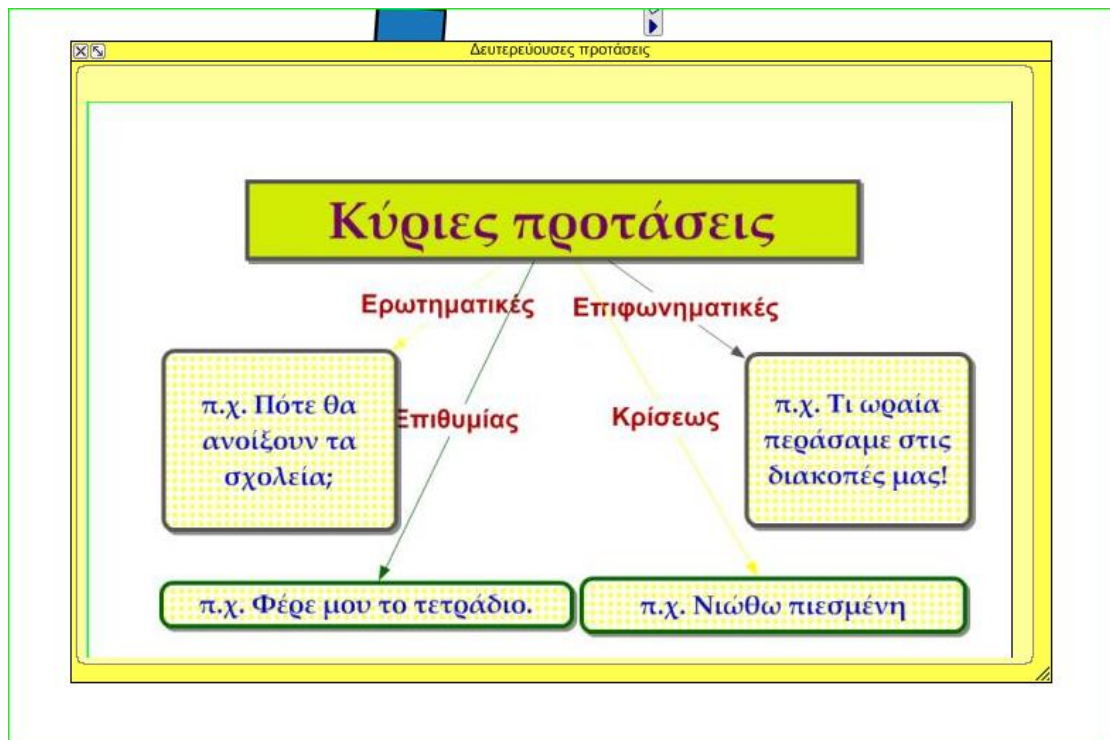 Δευτερεύουσες προτάσεις
Κύριες προτάσεις
Ερωτηματικές
Επιφωνηματικές
π.χ. Πότε θα
ανοίξουν τα
σχολεία;
Επιθυμίας
Κρίσεως
π.χ. Τι ωραία
περάσαμε στις
διακοπές μας!
π.χ. Φέρε μου το τετράδιο.
π.χ. Νιώθω πιεσμένη